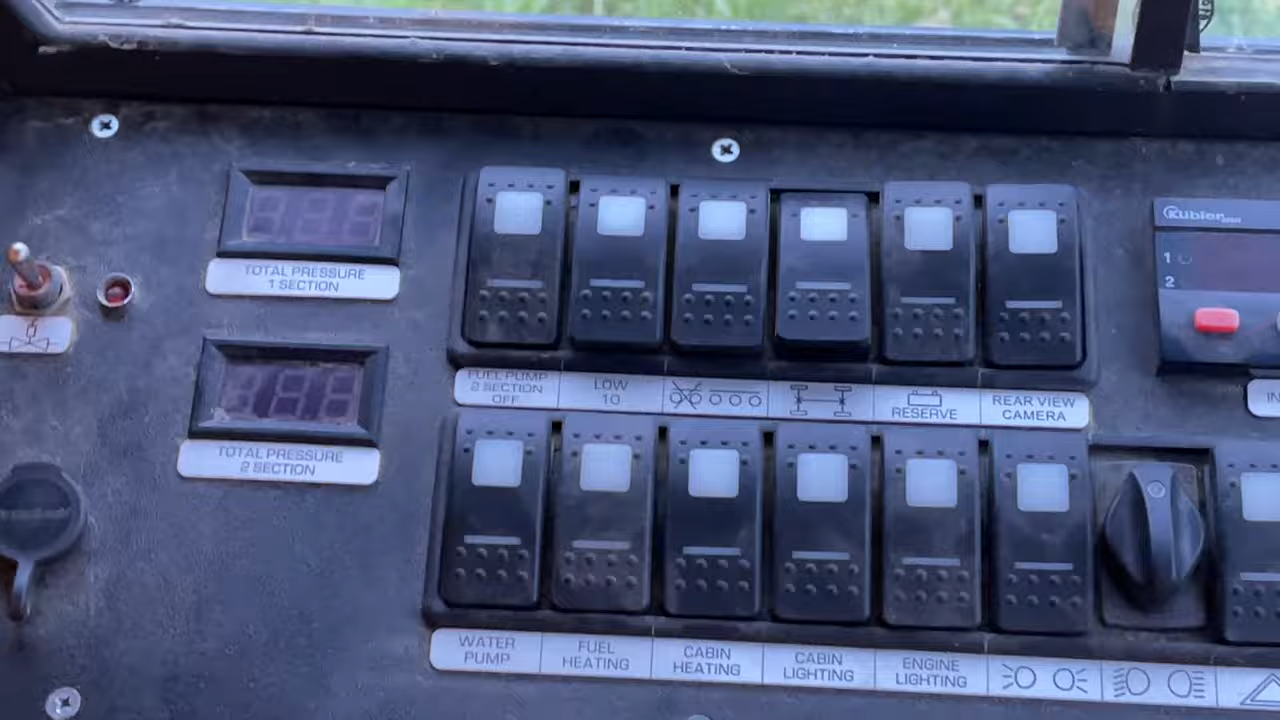 TOTAL PRESSURE
1 SECTION
Kübler
1
2
FUEL PUMP
2 SECTION
OFF
LOW
10
RESERVE
REAR VIEW
CAMERA
TOTAL PRESSURE
2 SECTION
WATER
PUMP
FUEL
HEATING
CABIN
HEATING
CABIN
LIGHTING
ENGINE
LIGHTING